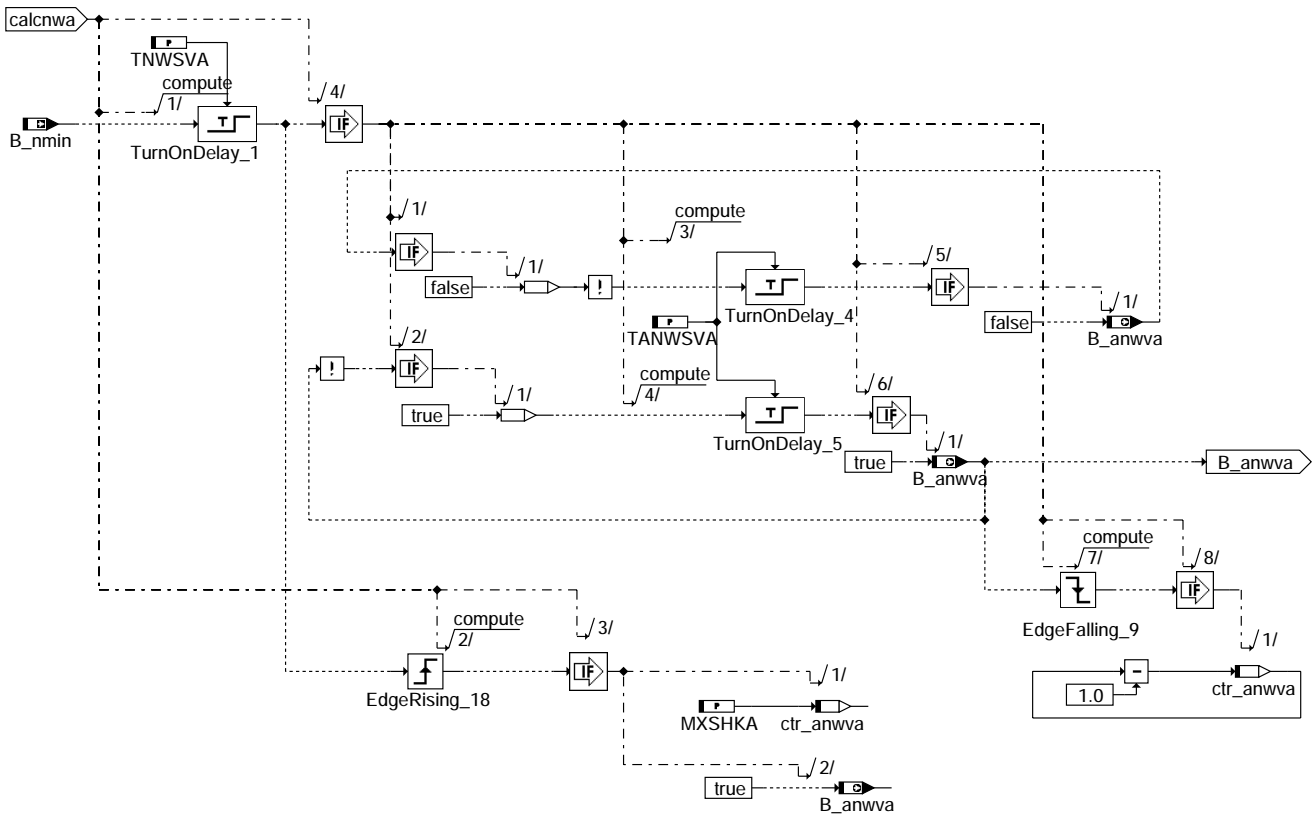 calcnwa
P
TNWSVA
compute
1/
4/
T
IF
B_nmin
TurnOnDelay_1
1/
compute
3/
5/
IF
1/
false
!
T
IF
1/
TurnOnDelay_4
P
false
TANWSVA
B_anwva
2/
!
IF
compute
4/
6/
1/
true
T
IF
TurnOnDelay_5
1/
true
B_anwva
B_anwva
compute
7/
8/
IF
EdgeFalling_9
compute
2/
3/
1/
IF
EdgeRising_18
1/
-
1.0
ctr_anwva
P
MXSHKA
ctr_anwva
2/
true
B_anwva